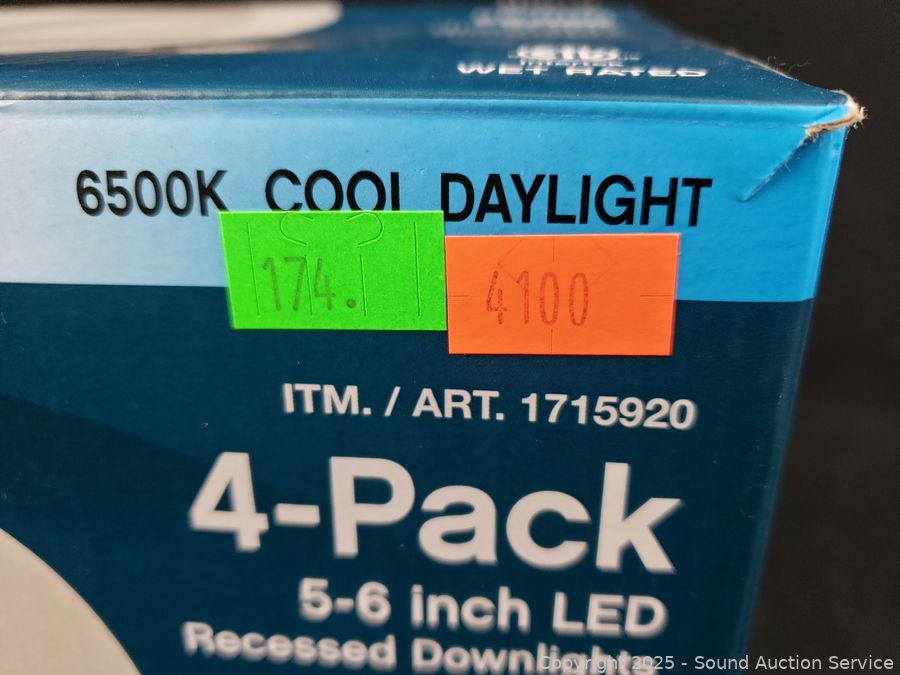 WET RATED
6500K COOL DAYLIGHT
174.
4100
ITM. / ART. 1715920
4-Pack
5-6 inch LED
Recessed Downlights
Copyright 2025 - Sound Auction Service